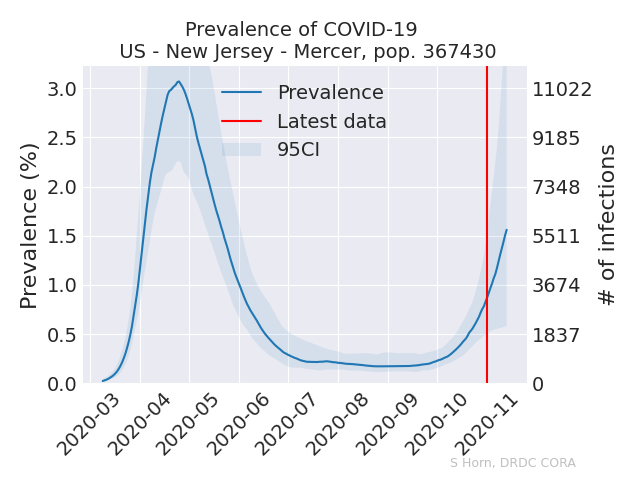 Prevalence of COVID-19
US - New Jersey - Mercer, pop. 367430
Prevalence
Latest data
95CI
Prevalence (%)
3.0
2.5
2.0
1.5
1.0
0.5
0.0
11022
9185
7348
5511
3674
1837
0
# of infections
2020-03
2020-04
2020-05
2020-06
2020-07
2020-08
2020-09
2020-10
2020-11
S Horn, DRDC CORA